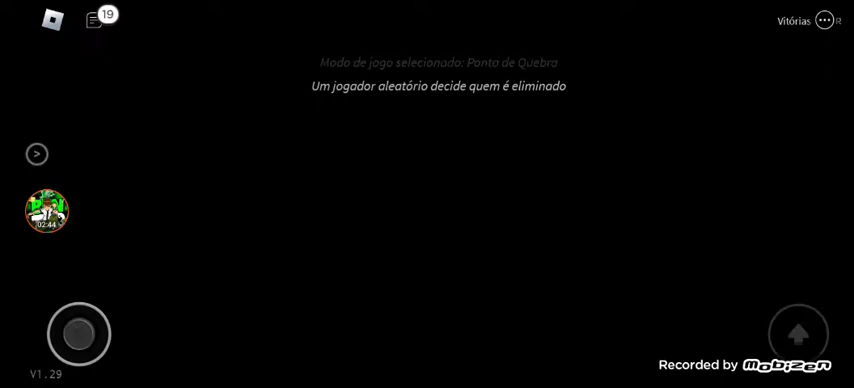 19
Vitórias
R
Modo de jogo selecionado: Ponto de Quebra
Um jogador aleatório decide quem é eliminado
>
02:44
V1.29
Recorded by Mobizen